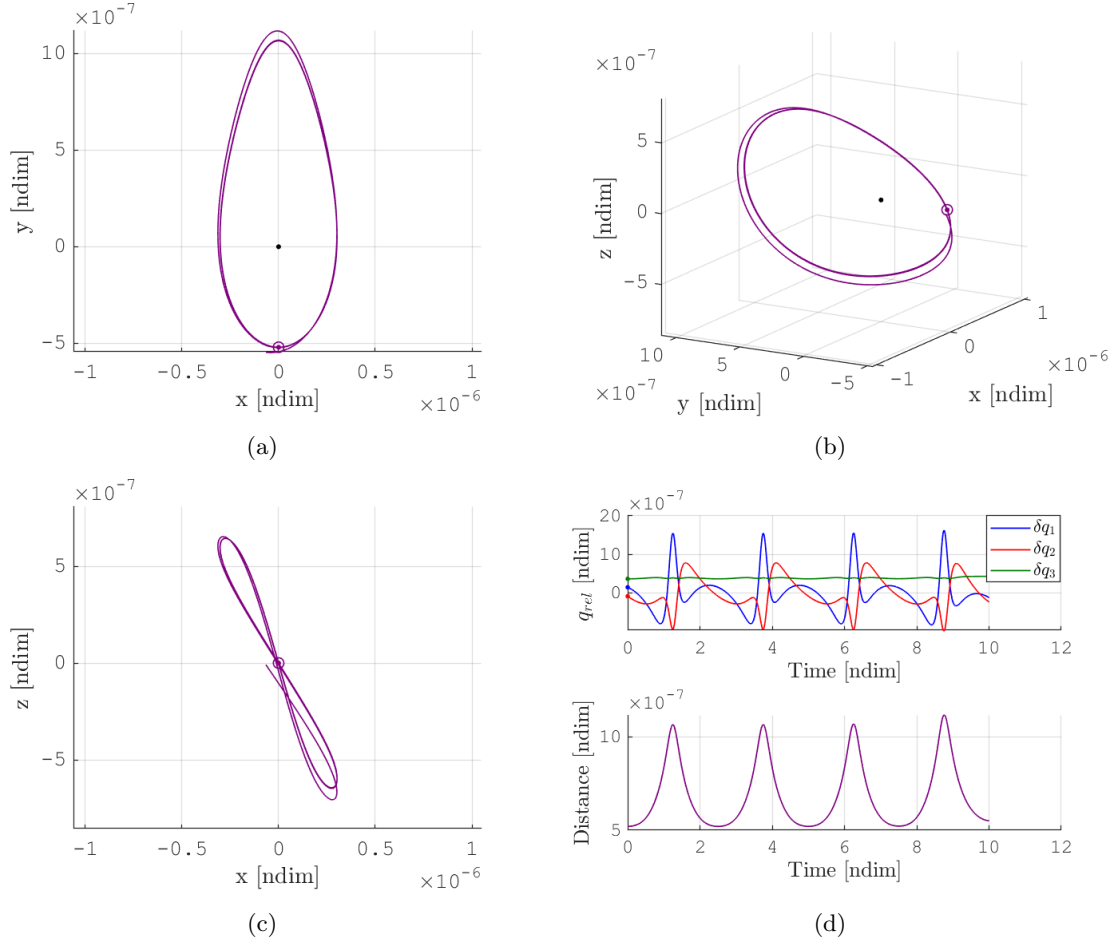 ×10⁻⁷
10
5
0
−5
y [ndim]
−1 −0.5 0 0.5 1
x [ndim]
×10⁻⁶
(a)
×10⁻⁷
5
0
−5
z [ndim]
10 5 0 −5
×10⁻⁷
y [ndim]
−1 0 1
×10⁻⁶
x [ndim]
(b)
×10⁻⁷
5
0
−5
z [ndim]
−1 −0.5 0 0.5 1
x [ndim]
×10⁻⁶
(c)
×10⁻⁷
20
10
0
q_rel [ndim]
δq₁
δq₂
δq₃
0 2 4 6 8 10 12
Time [ndim]
×10⁻⁷
10
5
Distance [ndim]
0 2 4 6 8 10 12
Time [ndim]
(d)